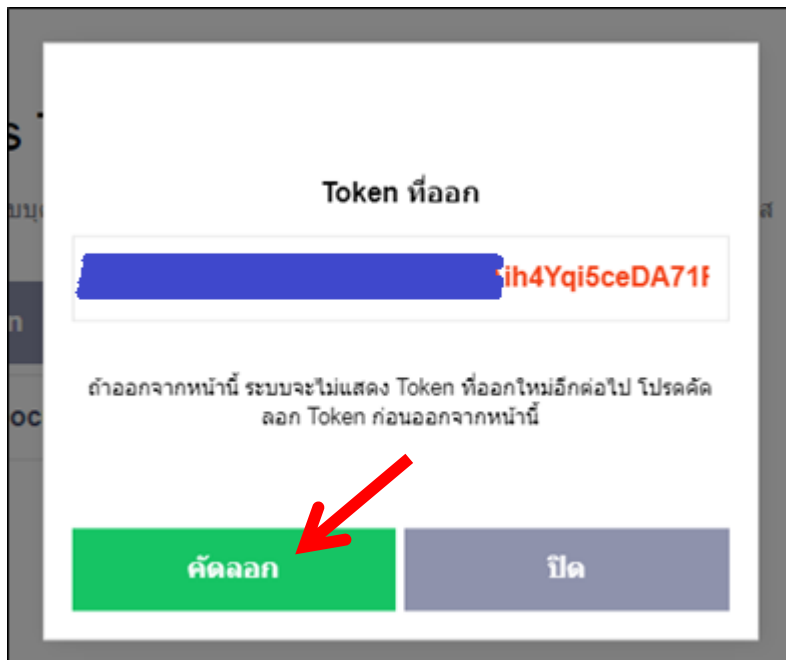 Token ที่ออก
ih4Yqi5ceDA71F
ถ้าออกจากหน้านี้ ระบบจะไม่แสดง Token ที่ออกใหม่อีกต่อไป โปรดคัด
ลอก Token ก่อนออกจากหน้านี้
คัดลอก
ปิด